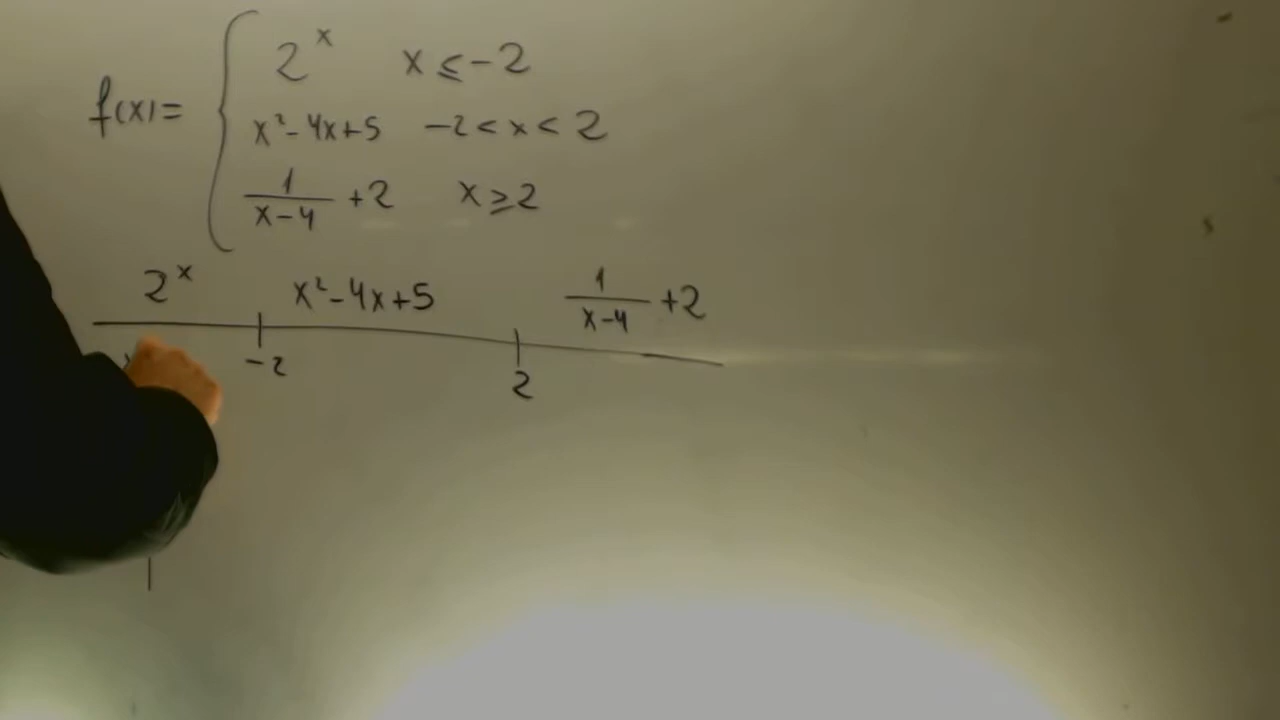 f(x)= { 2^x x ≤ -2
x²-4x+5 -2 < x < 2
1/(x-4) +2 x ≥ 2
2^x x²-4x+5 1/(x-4) +2
-2 2